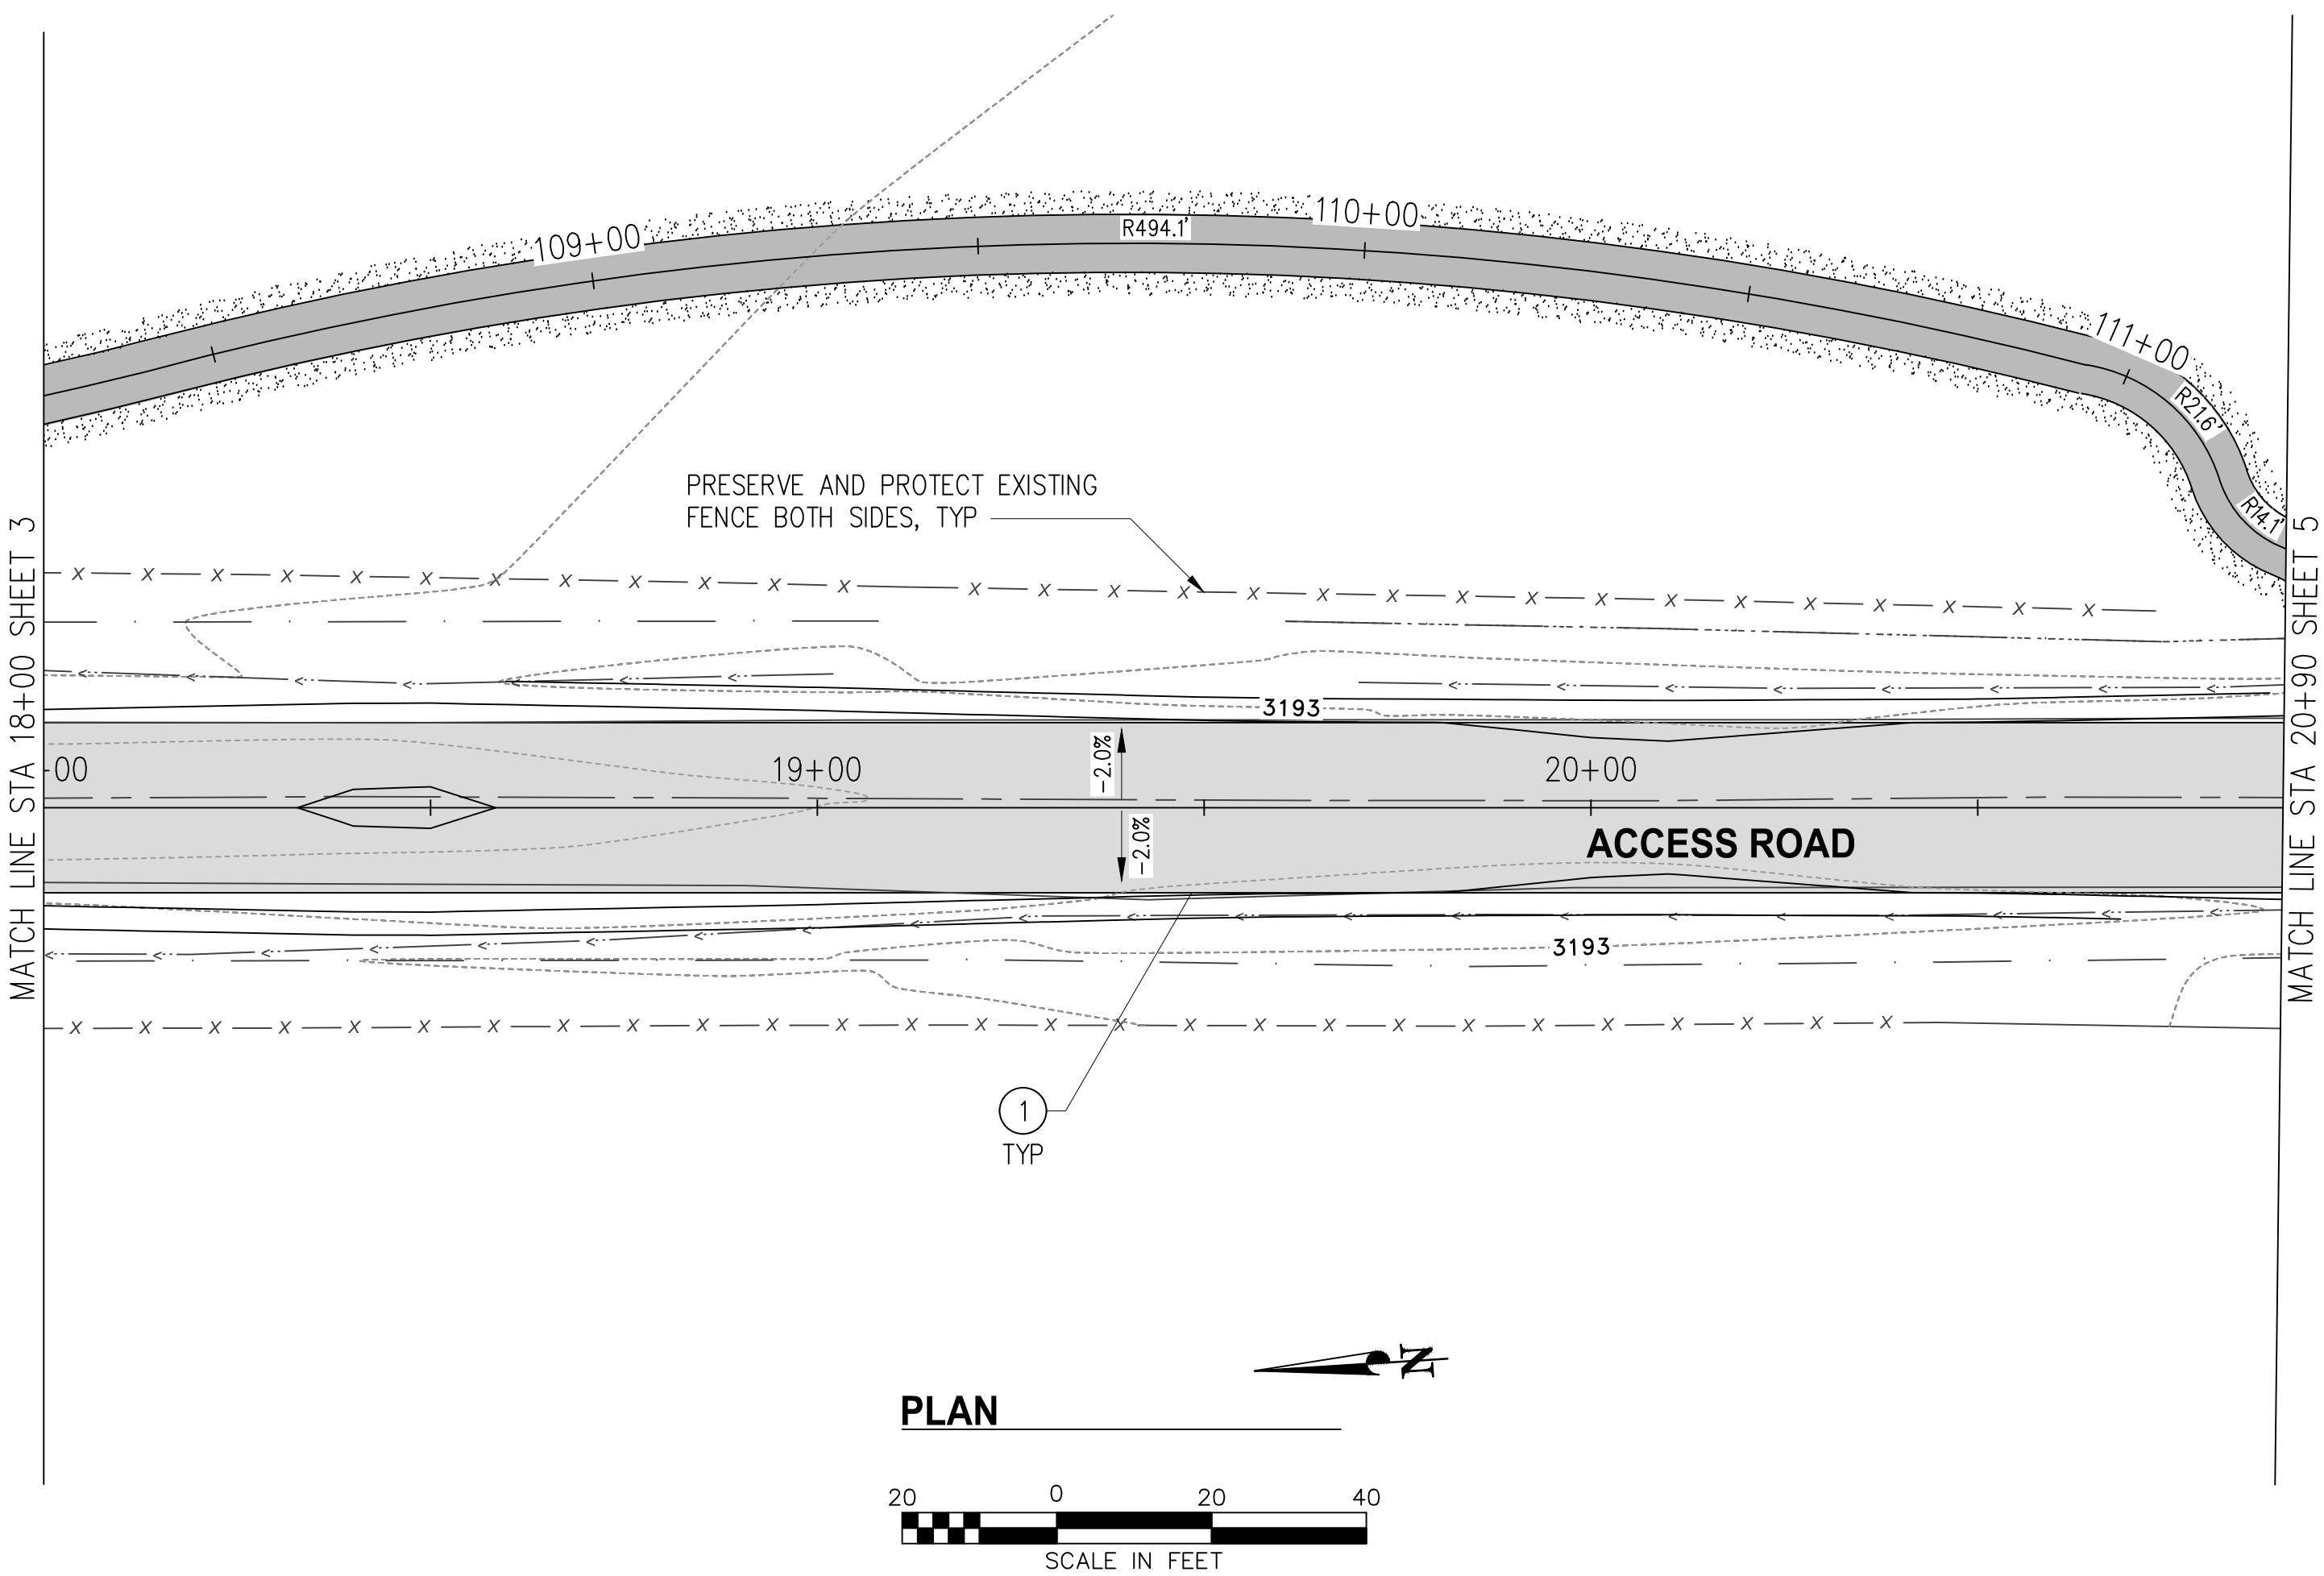 109+00
R494.1'
110+00
111+00
R21.6'
R14.1'
PRESERVE AND PROTECT EXISTING
FENCE BOTH SIDES, TYP
MATCH LINE STA 18+00 SHEET 3
MATCH LINE STA 20+90 SHEET 5
3193
-00
19+00
-2.0%
20+00
-2.0%
ACCESS ROAD
3193
1
TYP
N
PLAN
20 0 20 40
SCALE IN FEET